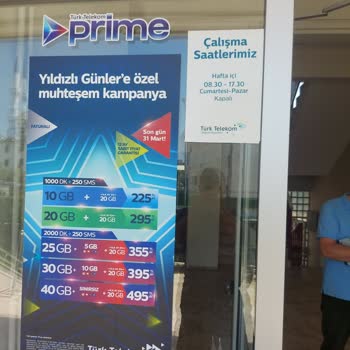 Türk Telekom
prime
Yıldızlı Günler'e özel
muhteşem kampanya
FATURALI
Son gün
31 Mart!
1000 DK - 250 SMS
10 GB + 20 GB 225
20 GB + 20 GB 295
2000 DK - 250 SMS
25 GB + 5 GB + 20 GB 355
30 GB + 10 GB + 20 GB 395
40 GB + SINIRSIZ + 20 GB 495
Türk Telekom
Çalışma
Saatlerimiz
Hafta içi
08.30 - 17.30
Cumartesi-Pazar
Kapalı
Türk Telekom